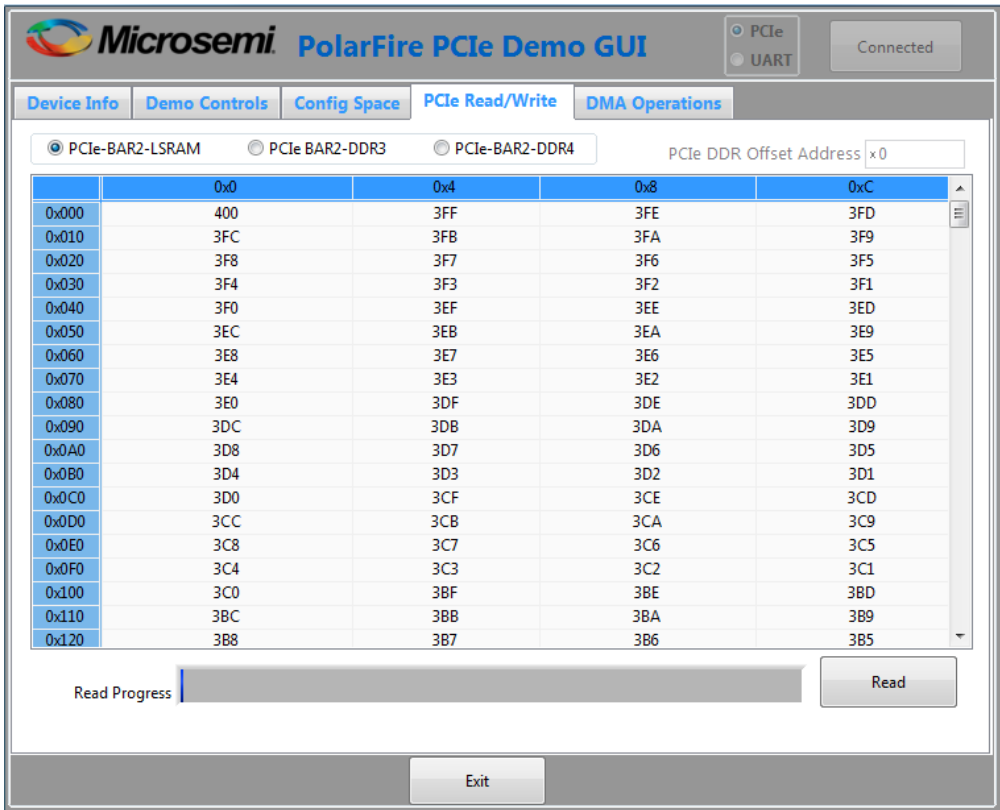 Microsemi. PolarFire PCIe Demo GUI PCIe UART Connected
Device Info Demo Controls Config Space PCIe Read/Write DMA Operations
PCIe-BAR2-LSRAM PCIe BAR2-DDR3 PCIe-BAR2-DDR4 PCIe DDR Offset Address x0
0x0 0x4 0x8 0xC
0x000 400 3FF 3FE 3FD
0x010 3FC 3FB 3FA 3F9
0x020 3F8 3F7 3F6 3F5
0x030 3F4 3F3 3F2 3F1
0x040 3F0 3EF 3EE 3ED
0x050 3EC 3EB 3EA 3E9
0x060 3E8 3E7 3E6 3E5
0x070 3E4 3E3 3E2 3E1
0x080 3E0 3DF 3DE 3DD
0x090 3DC 3DB 3DA 3D9
0x0A0 3D8 3D7 3D6 3D5
0x0B0 3D4 3D3 3D2 3D1
0x0C0 3D0 3CF 3CE 3CD
0x0D0 3CC 3CB 3CA 3C9
0x0E0 3C8 3C7 3C6 3C5
0x0F0 3C4 3C3 3C2 3C1
0x100 3C0 3BF 3BE 3BD
0x110 3BC 3BB 3BA 3B9
0x120 3B8 3B7 3B6 3B5
Read Progress Read
Exit